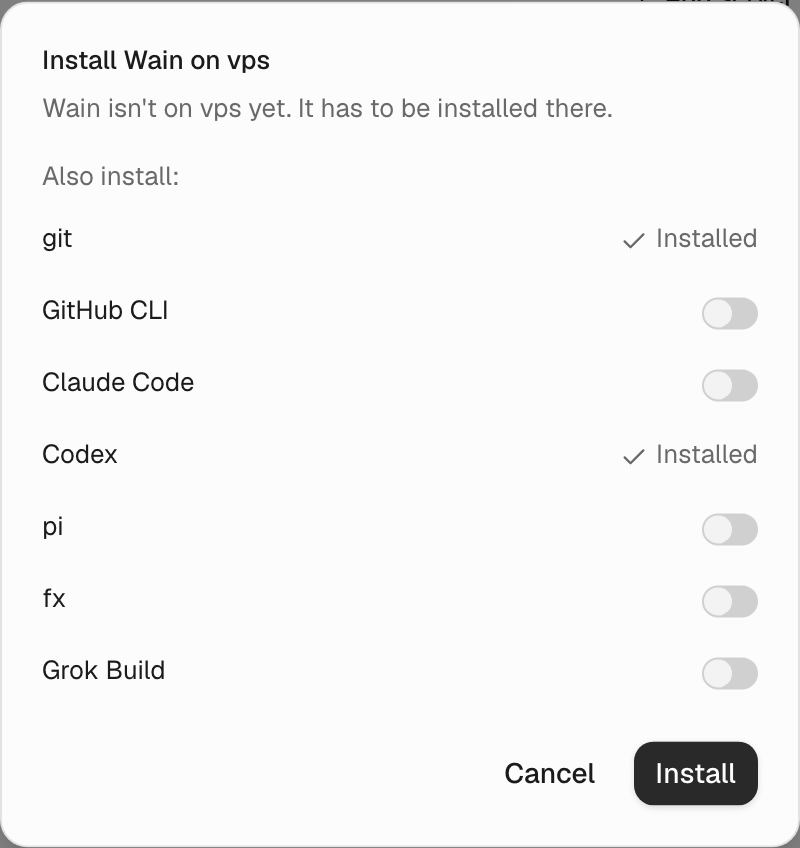 Install Wain on vps
Wain isn't on vps yet. It has to be installed there.
Also install:
git
Installed
GitHub CLI
Claude Code
Codex
Installed
pi
fx
Grok Build
Cancel
Install